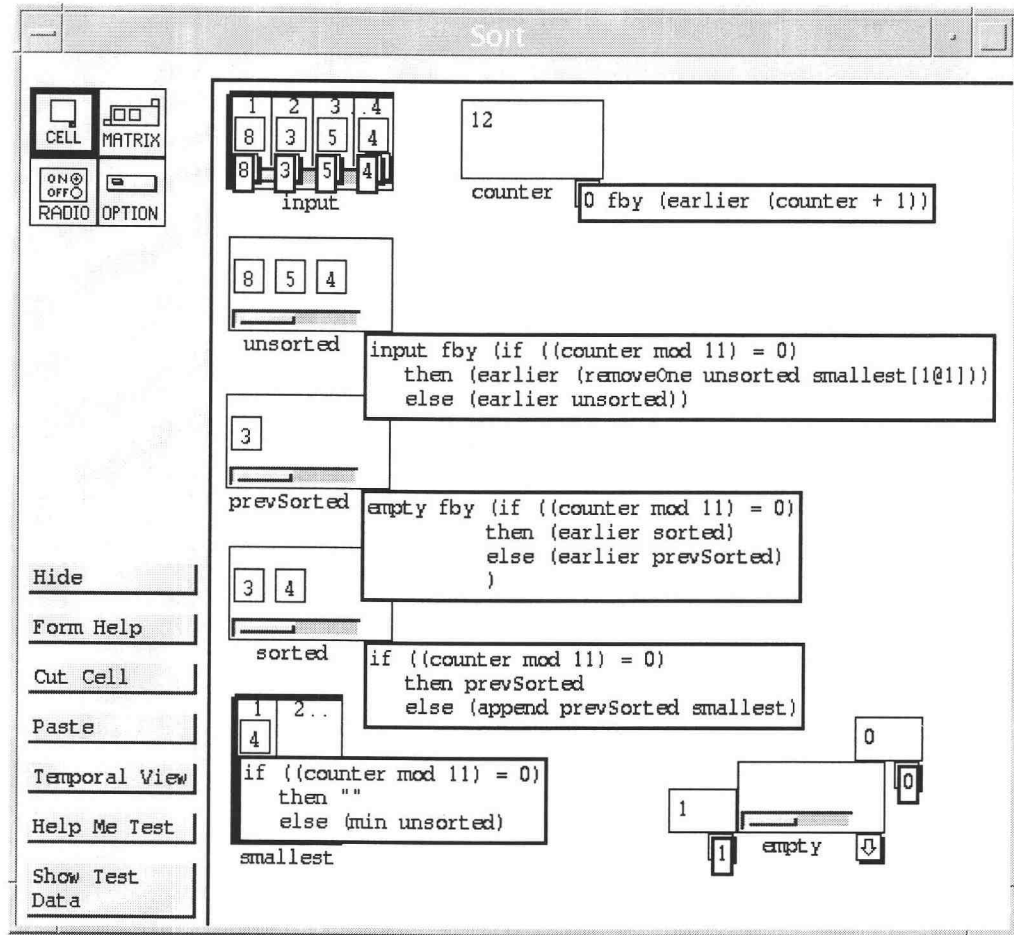 Sort
CELL MATRIX
ON
OFF
RADIO OPTION
1 2 3..4
8 3 5 4
8 3 5 4
input
12
counter
0 fby (earlier (counter + 1))
8 5 4
unsorted
input fby (if ((counter mod 11) = 0)
then (earlier (removeOne unsorted smallest[1@1]))
else (earlier unsorted))
3
prevSorted
empty fby (if ((counter mod 11) = 0)
then (earlier sorted)
else (earlier prevSorted)
)
3 4
sorted
if ((counter mod 11) = 0)
then prevSorted
else (append prevSorted smallest)
1 2..
4
if ((counter mod 11) = 0)
then ""
else (min unsorted)
smallest
0
0
1
1
empty
Hide
Form Help
Cut Cell
Paste
Temporal View
Help Me Test
Show Test
Data